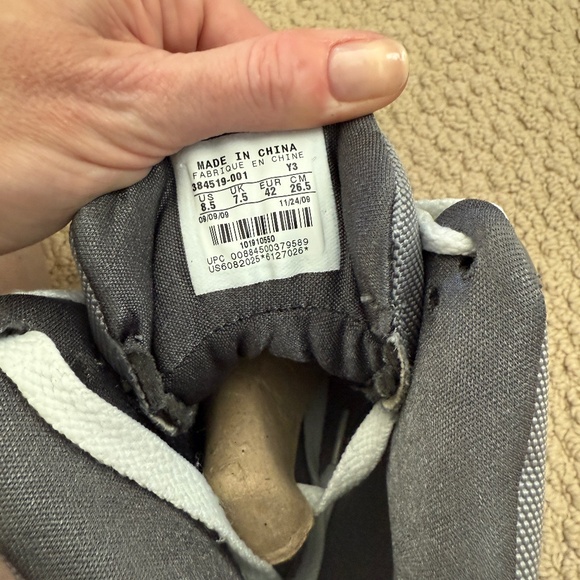 MADE IN CHINA
FABRIQUE EN CHINE
384519-001 Y3
US UK EUR CM
8.5 7.5 42 26.5
09/09/09 11/24/09
101910550
UPC 00884500379589
US6082025*6127026*